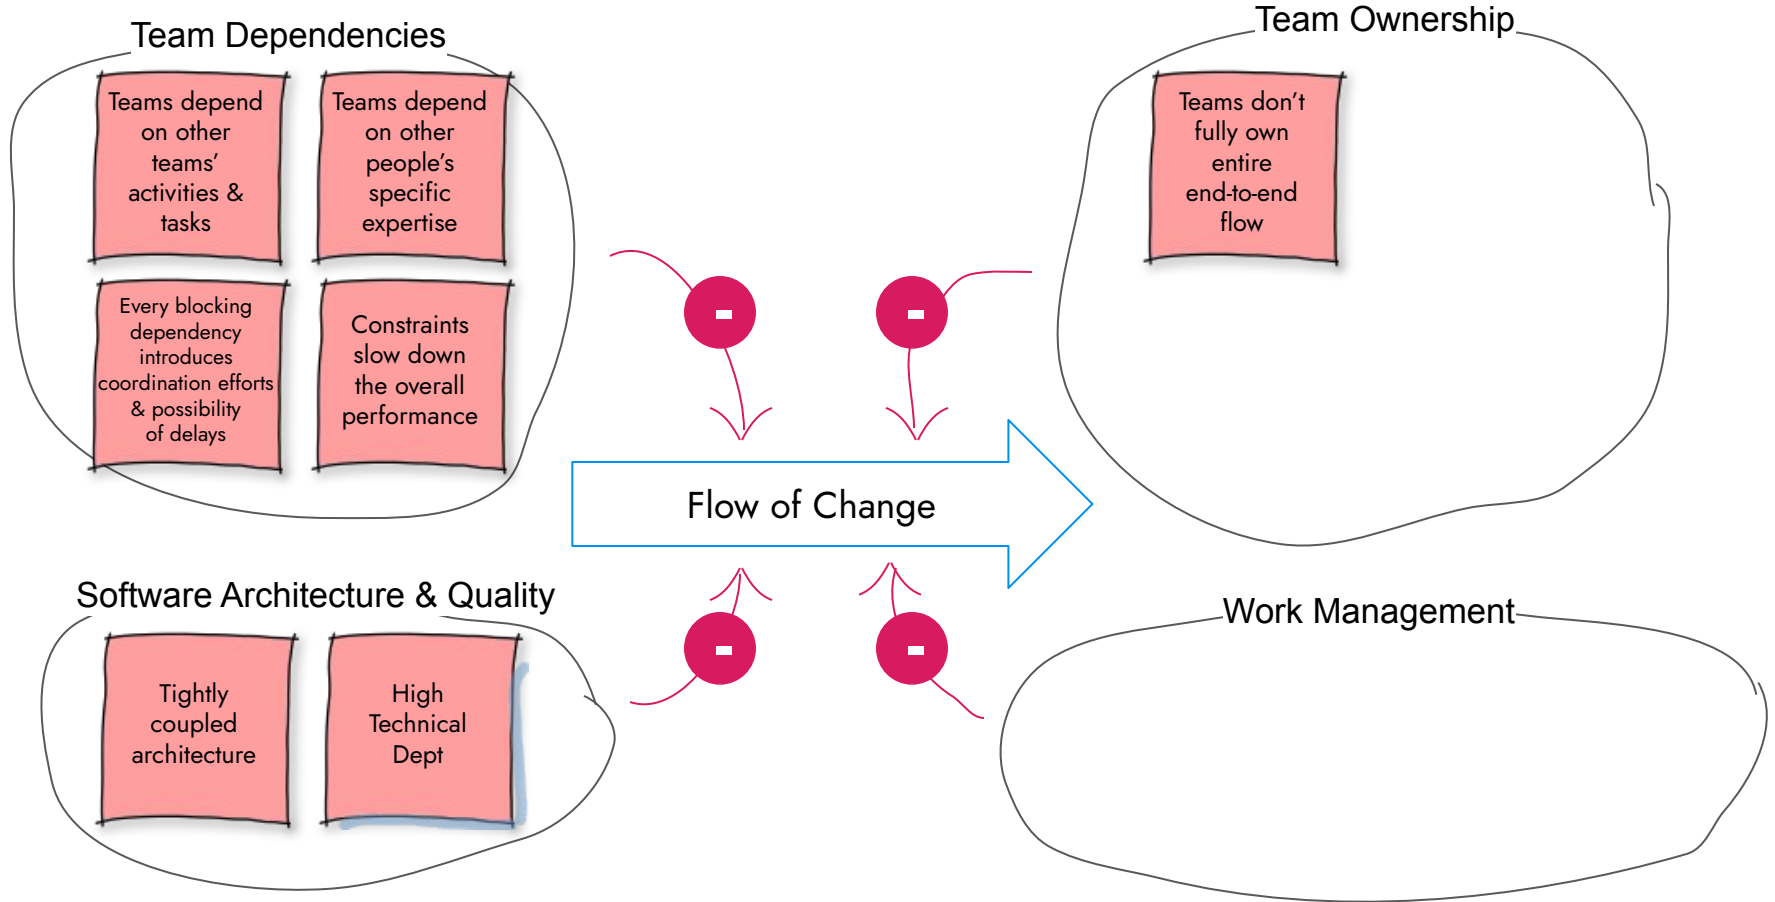 Team Dependencies
Teams depend
on other
teams’
activities &
tasks
Teams depend
on other
people’s
specific
expertise
Every blocking
dependency
introduces
coordination efforts
& possibility
of delays
Constraints
slow down
the overall
performance
Team Ownership
Teams don’t
fully own
entire
end-to-end
flow
-
-
Flow of Change
-
-
Software Architecture & Quality
Tightly
coupled
architecture
High
Technical
Dept
Work Management